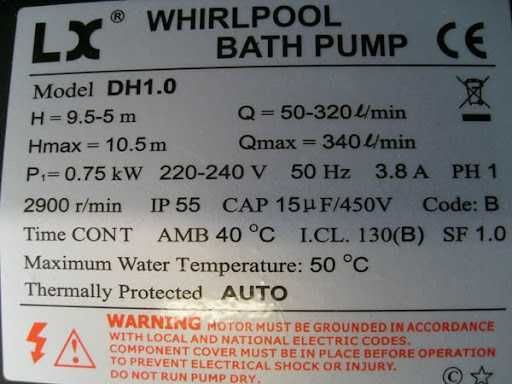 LX ® WHIRLPOOL
BATH PUMP CE
Model DH1.0
H = 9.5-5 m Q = 50-320ℓ/min
Hmax = 10.5 m Qmax = 340ℓ/min
P₁= 0.75 kW 220-240 V 50 Hz 3.8 A PH 1
2900 r/min IP 55 CAP 15μF/450V Code: B
Time CONT AMB 40 °C I.CL. 130(B) SF 1.0
Maximum Water Temperature: 50 °C
Thermally Protected AUTO
WARNING MOTOR MUST BE GROUNDED IN ACCORDANCE
WITH LOCAL AND NATIONAL ELECTRIC CODES.
COMPONENT COVER MUST BE IN PLACE BEFORE OPERATION
TO PREVENT ELECTRICAL SHOCK OR INJURY.
DO NOT RUN PUMP DRY.